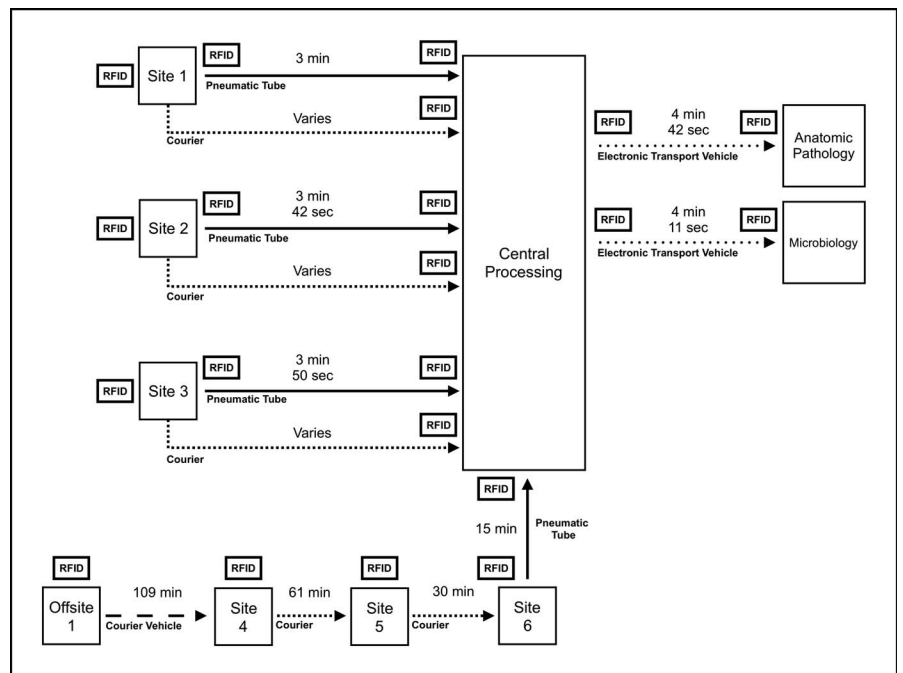 RFID
Site 1
RFID
3 min
Pneumatic Tube
RFID
RFID
Varies
Courier
RFID
Site 2
RFID
3 min
42 sec
Pneumatic Tube
RFID
RFID
Varies
Courier
RFID
Site 3
RFID
3 min
50 sec
Pneumatic Tube
RFID
RFID
Varies
Courier
Central
Processing
RFID
4 min
42 sec
RFID
Electronic Transport Vehicle
Anatomic
Pathology
RFID
4 min
11 sec
RFID
Electronic Transport Vehicle
Microbiology
RFID
15 min
Pneumatic
Tube
RFID
Offsite
1
109 min
Courier Vehicle
RFID
Site
4
61 min
Courier
RFID
Site
5
30 min
Courier
RFID
Site
6